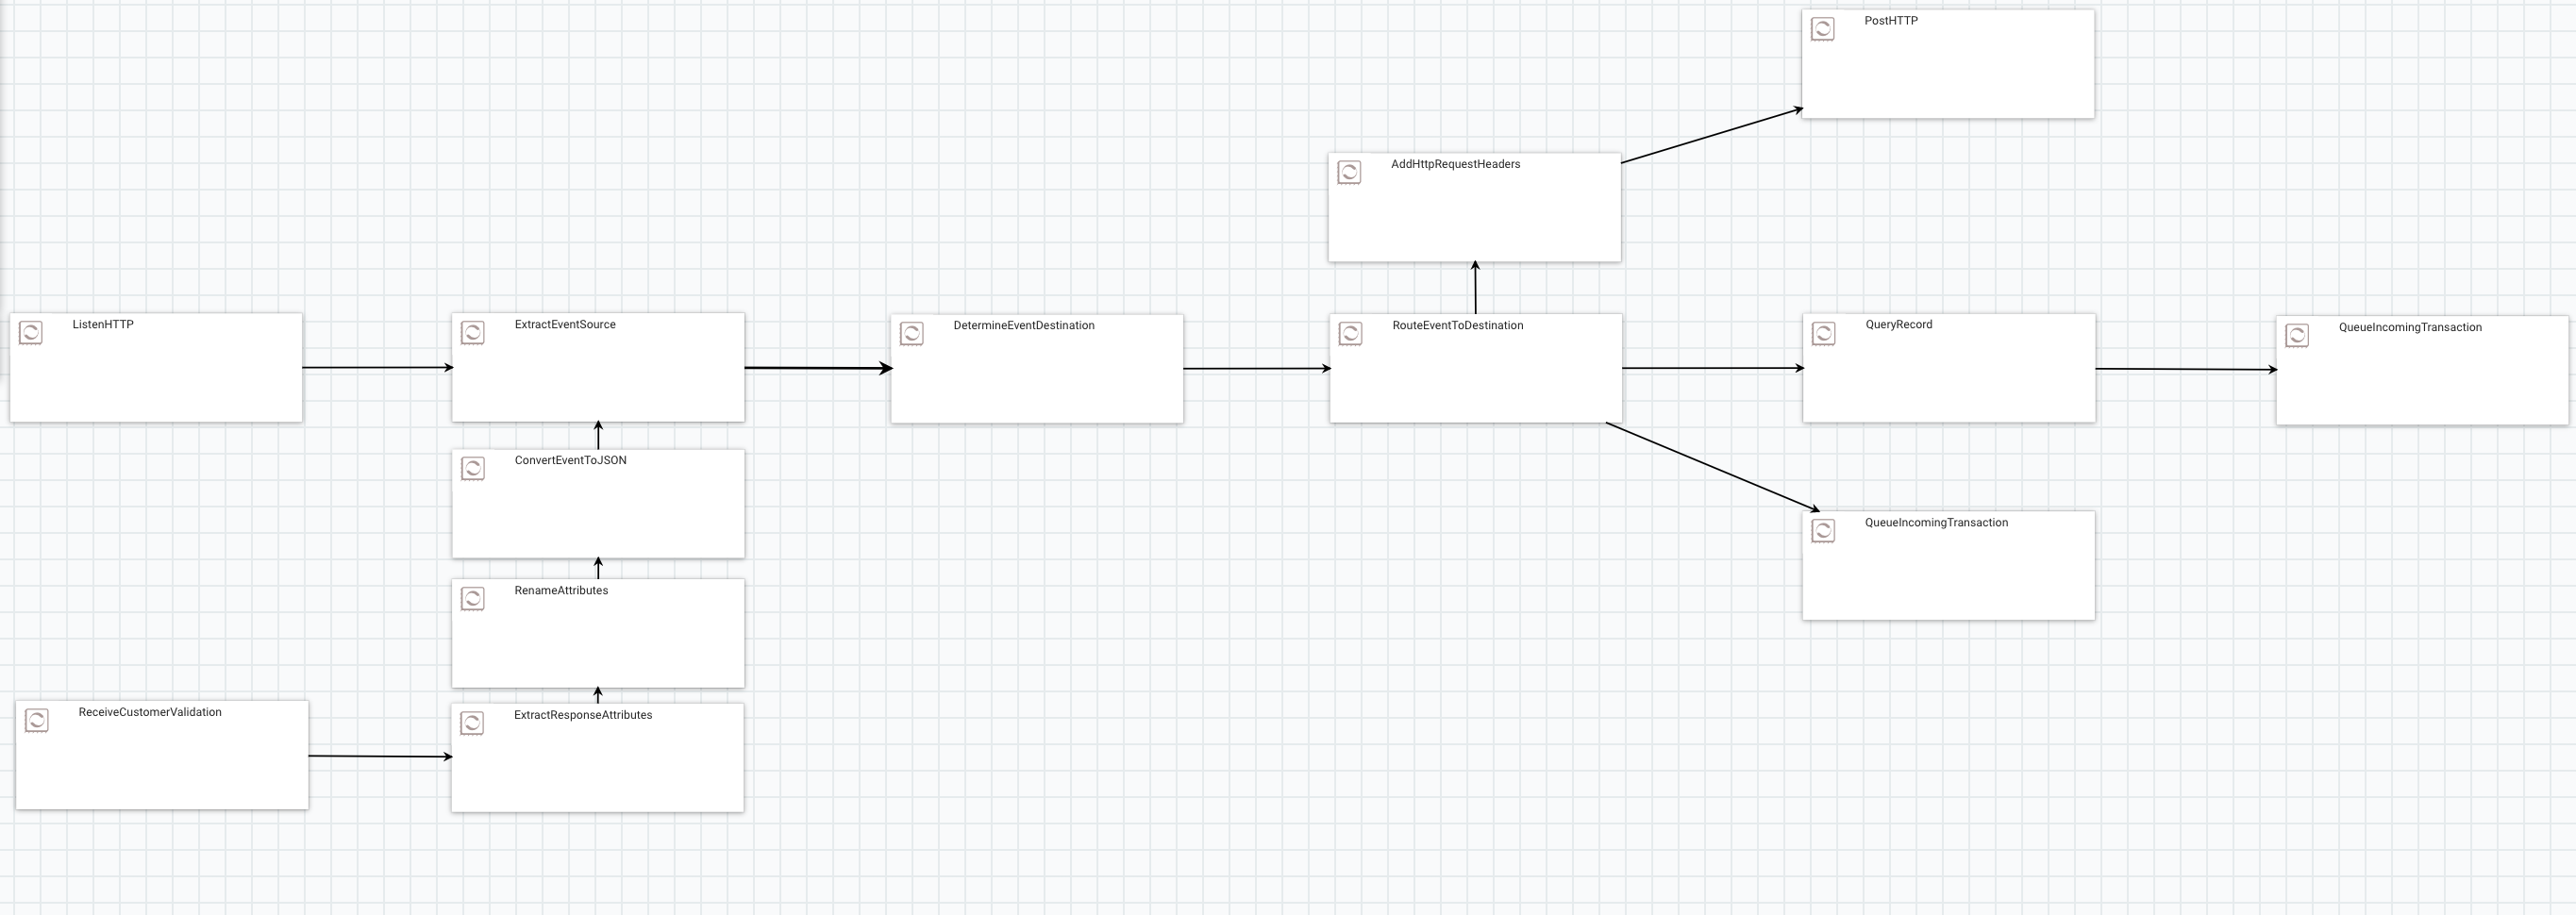 PostHTTP
AddHttpRequestHeaders
ListenHTTP
ExtractEventSource
DetermineEventDestination
RouteEventToDestination
QueryRecord
QueueIncomingTransaction
ConvertEventToJSON
QueueIncomingTransaction
RenameAttributes
ReceiveCustomerValidation
ExtractResponseAttributes